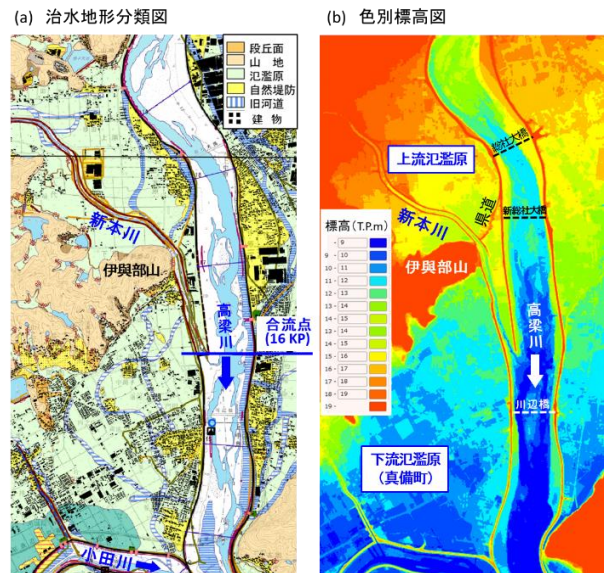 (a) 治水地形分類図
段丘面
山地
氾濫原
自然堤防
旧河道
建物
新本川
伊與部山
高梁川
合流点
(16 KP)
小田川
(b) 色別標高図
新総社大橋
上流氾濫原
県道
新総社大橋
新本川
標高(T.P.m)
- 9
9 - 10
10 - 11
11 - 12
12 - 13
13 - 14
14 - 15
13 - 15
15 - 16
16 - 17
17 - 18
18 - 19
19 -
伊與部山
高梁川
川辺橋
下流氾濫原
(真備町)